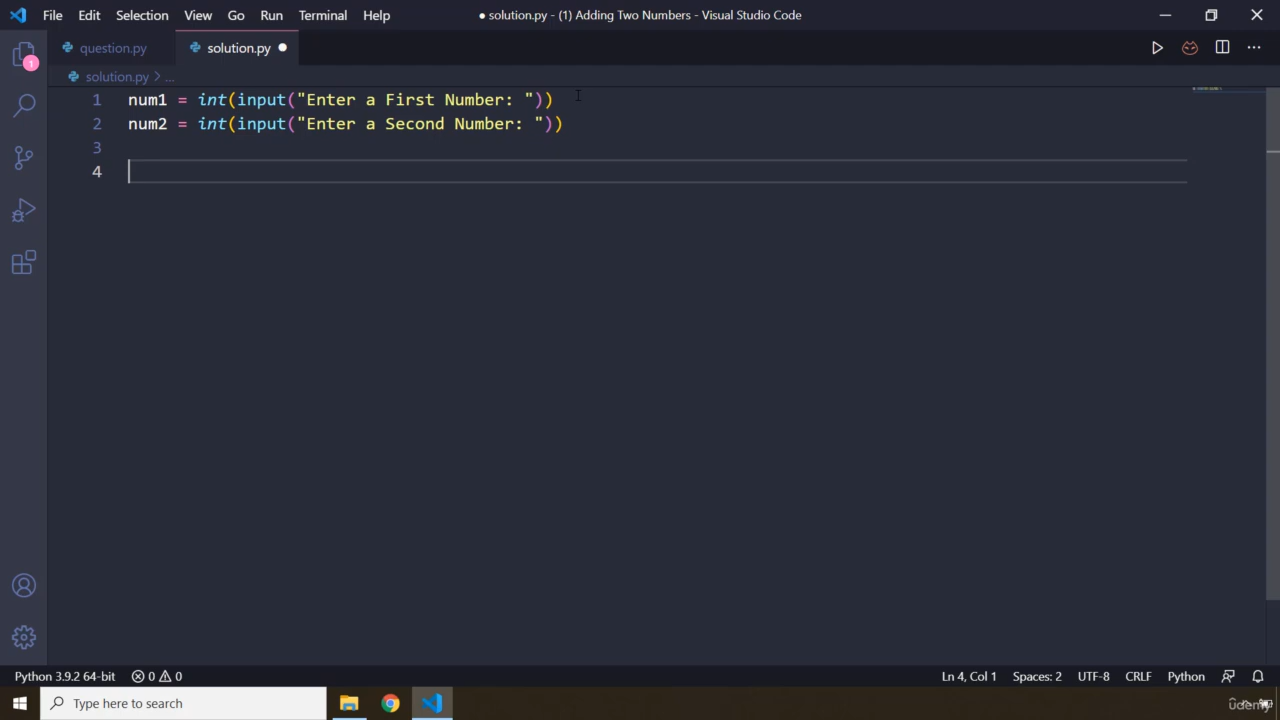 File Edit Selection View Go Run Terminal Help ● solution.py - (1) Adding Two Numbers - Visual Studio Code
question.py solution.py
solution.py > ...
1 num1 = int(input("Enter a First Number: "))
2 num2 = int(input("Enter a Second Number: "))
3
4
1
Python 3.9.2 64-bit 0 0 Ln 4, Col 1 Spaces: 2 UTF-8 CRLF Python
Type here to search
udemy